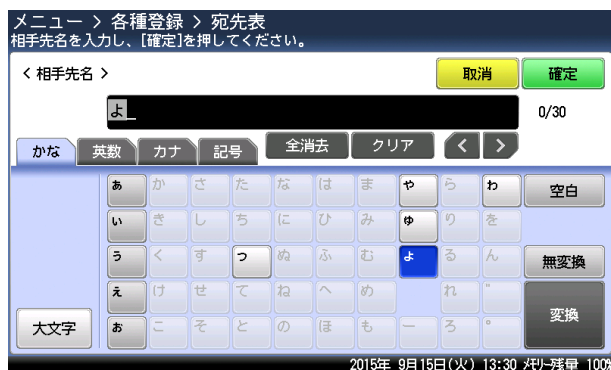 メニュー > 各種登録 > 宛先表
相手先名を入力し、[確定]を押してください。
< 相手先名 >
取消
確定
よ_
0/30
かな
英数
カナ
記号
全消去
クリア
<
>
あ か さ た な は ま や ら わ
空白
い き し ち に ひ み ゆ り を
う く す つ ぬ ふ む よ る ん
無変換
え け せ て ね へ め れ ゛
変換
大文字
お こ そ と の ほ も ー ろ ゜
2015年 9月15日(火) 13:30 メモリー残量 100%